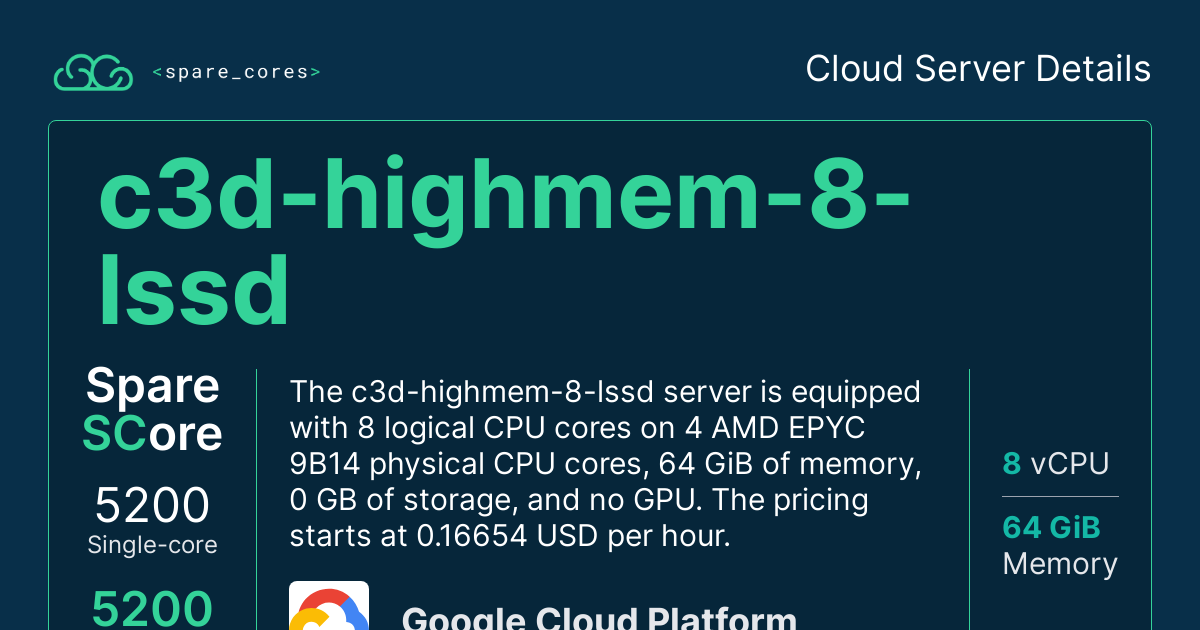 <spare_cores>
Cloud Server Details
c3d-highmem-8-
lssd
Spare
SCore
5200
Single-core
5200
The c3d-highmem-8-lssd server is equipped
with 8 logical CPU cores on 4 AMD EPYC
9B14 physical CPU cores, 64 GiB of memory,
0 GB of storage, and no GPU. The pricing
starts at 0.16654 USD per hour.
Google Cloud Platform
8 vCPU
64 GiB
Memory